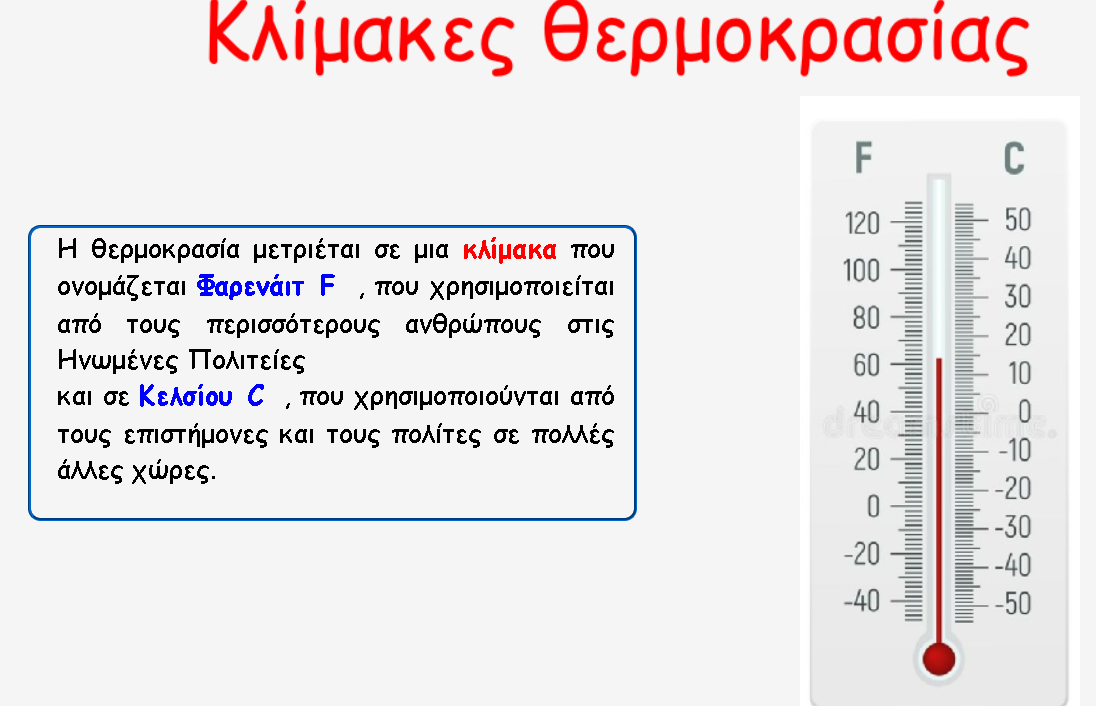 Κλίμακες θερμοκρασίας
Η θερμοκρασία μετριέται σε μια κλίμακα που
ονομάζεται Φαρενάιτ F , που χρησιμοποιείται
από τους περισσότερους ανθρώπους στις
Ηνωμένες Πολιτείες
και σε Κελσίου C , που χρησιμοποιούνται από
τους επιστήμονες και τους πολίτες σε πολλές
άλλες χώρες.
F C
120 50
100 40
80 30
60 20
40 10
20 0
0 -10
-20 -20
-40 -30
-40
-50